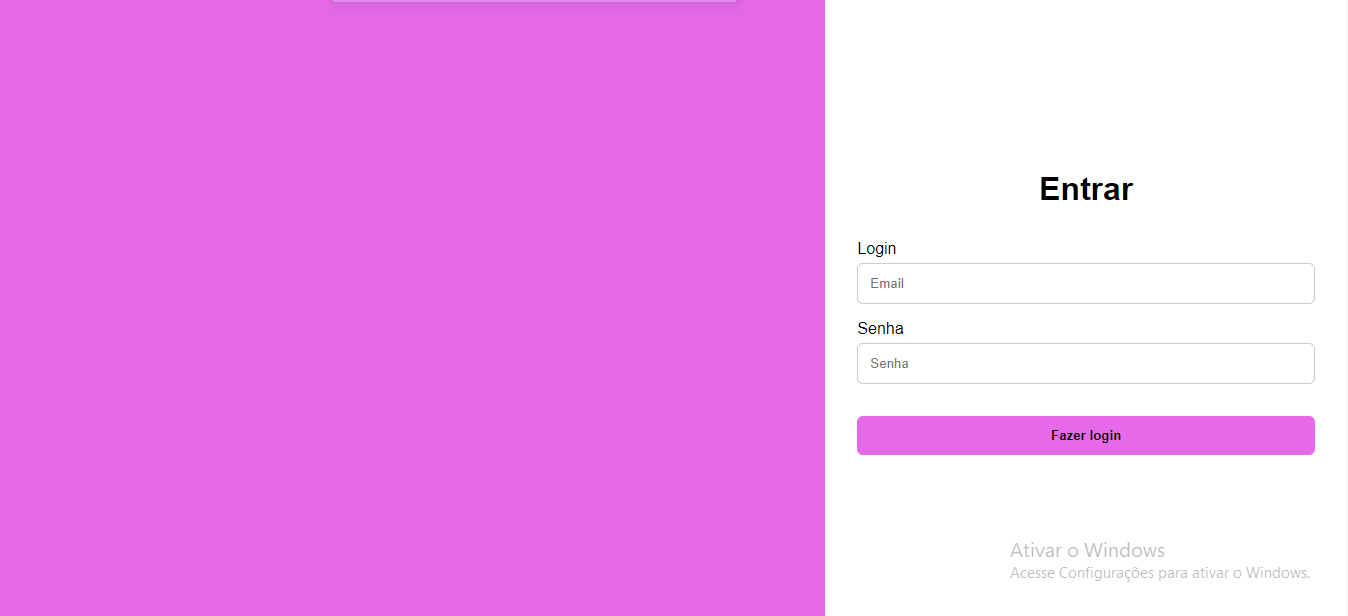 Entrar
Login
Email
Senha
Senha
Fazer login
Ativar o Windows
Acesse Configurações para ativar o Windows.